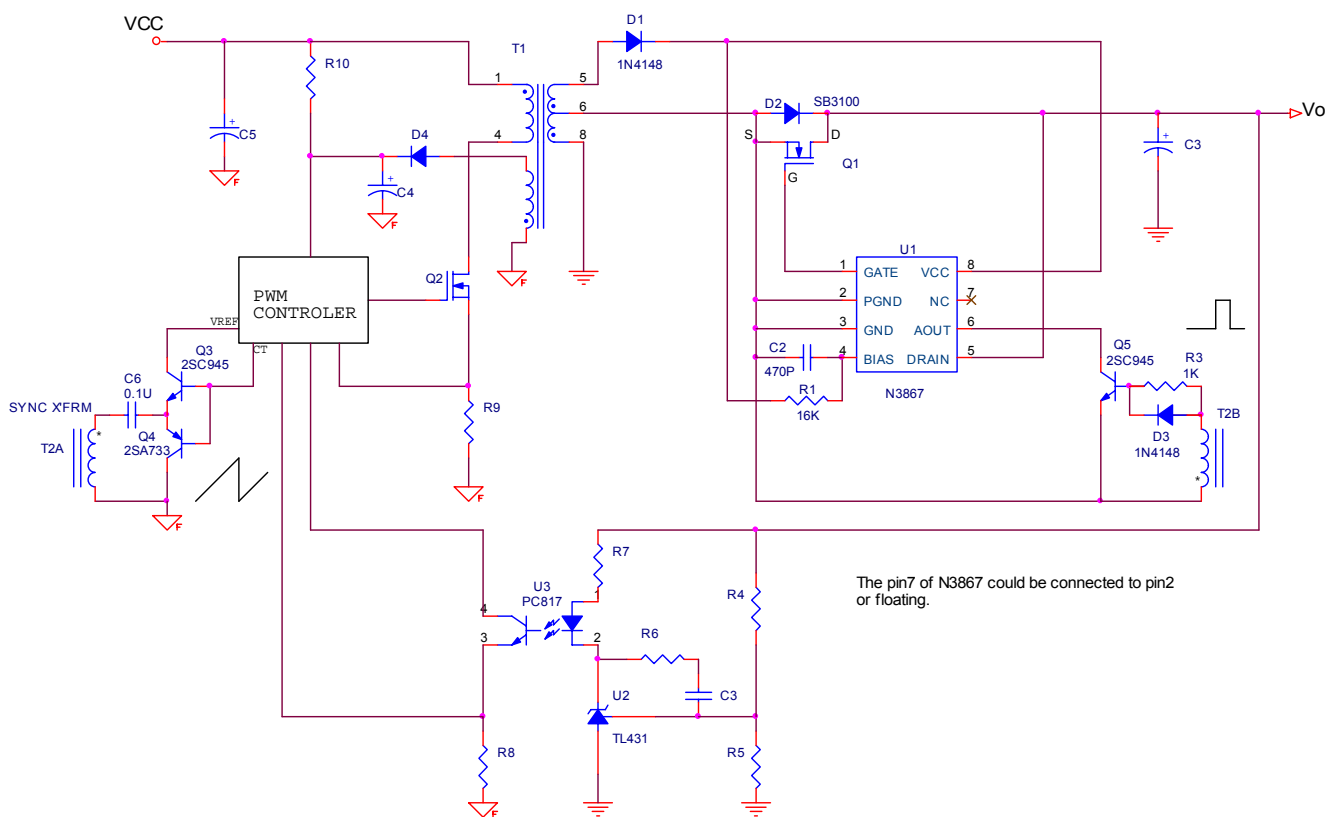 VCC
D1
T1
1N4148
R10
1
5
D2
SB3100
Vo
6
C5
+
D4
4
8
S
D
C3
+
Q1
+
C4
G
F
F
U1
1
GATE
VCC
8
Q2
F
PWM
CONTROLER
2
PGND
NC
7
VREF
3
GND
AOUT
6
CT
Q3
2SC945
C2
4
BIAS
DRAIN
5
Q5
2SC945
R3
1K
470P
C6
0.1U
R1
N3867
R9
SYNC X'FRM
16K
T2B
*
Q4
2SA733
D3
1N4148
T2A
*
F
F
R7
The pin7 of N3867 could be connected to pin2
or floating.
U3
PC817
1
R4
4
3
2
R6
U2
C3
TL431
R8
R5
F